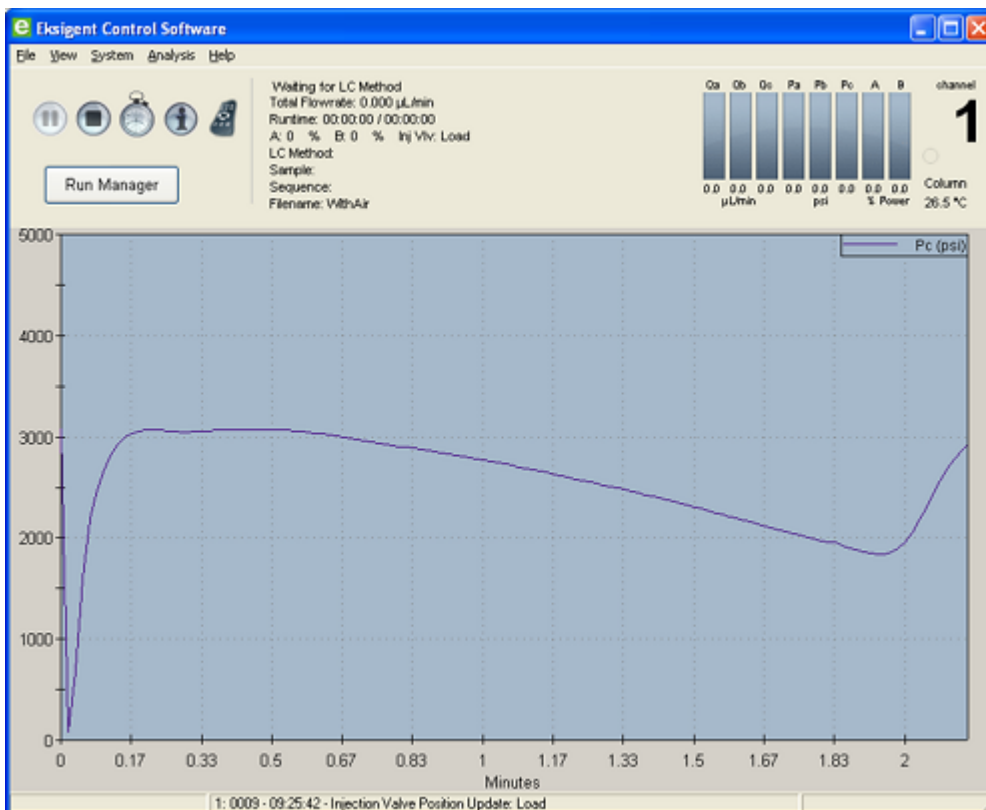 Eksigent Control Software
File View System Analysis Help
Waiting for LC Method
Total Flowrate: 0.000 µL/min
Runtime: 00:00:00 / 00:00:00
A: 0 % B: 0 % Inj Vlv: Load
LC Method:
Sample:
Sequence:
Filename: WithAir
Run Manager
Qa Qb Qc Pa Pb Pc A B
0.0 0.0 0.0 0.0 0.0 0.0 0.0 0.0
µL/min psi % Power
channel
1
Column
26.5 °C
Pc (psi)
5000
4000
3000
2000
1000
0
0 0.17 0.33 0.5 0.67 0.83 1 1.17 1.33 1.5 1.67 1.83 2
Minutes
1: 0009 - 09:25:42 - Injection Valve Position Update: Load